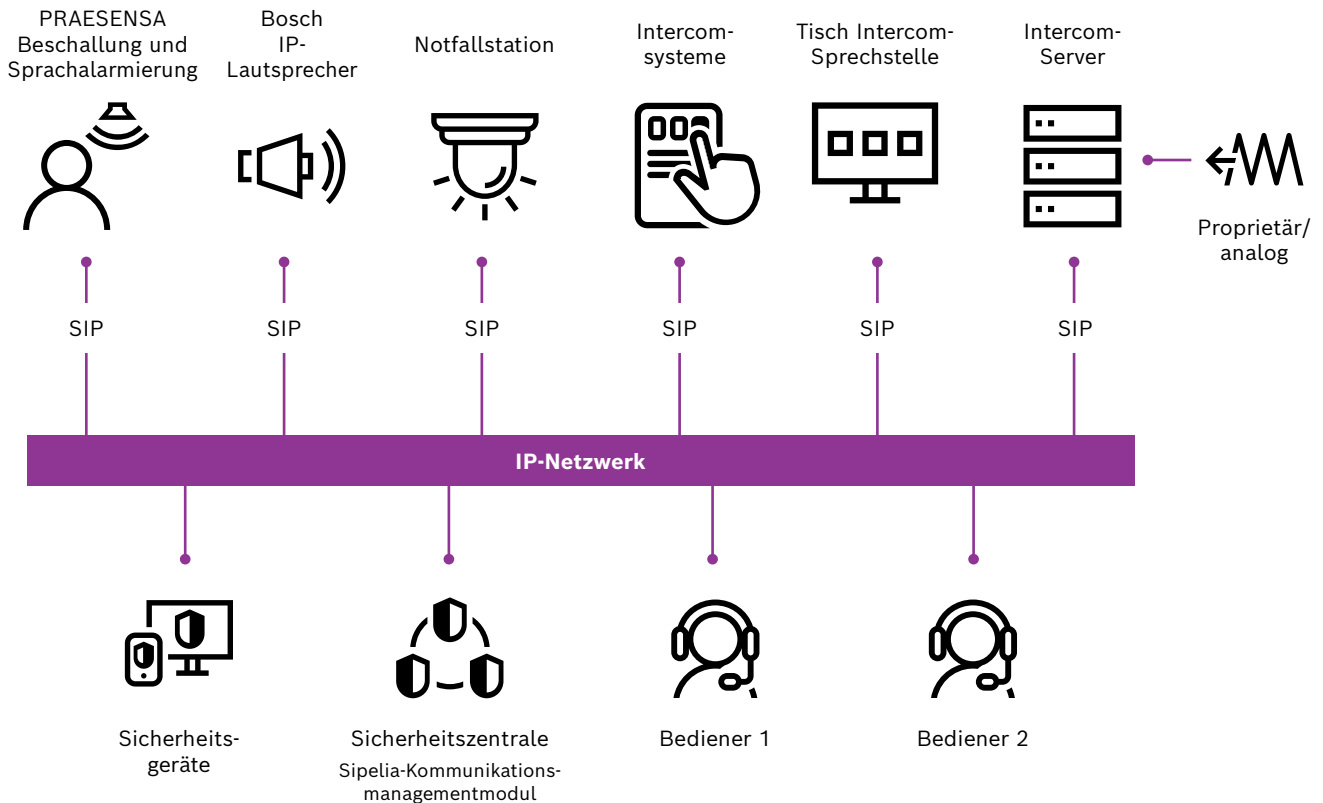 PRAESENSA
Beschallung und
Sprachalarmierung
Bosch
IP-
Lautsprecher
Notfallstation
Intercom-
systeme
Tisch Intercom-
Sprechstelle
Intercom-
Server
Proprietär/
analog
SIP
SIP
SIP
SIP
SIP
SIP
IP-Netzwerk
Sicherheits-
geräte
Sicherheitszentrale
Sipelia-Kommunikations-
managementmodul
Bediener 1
Bediener 2